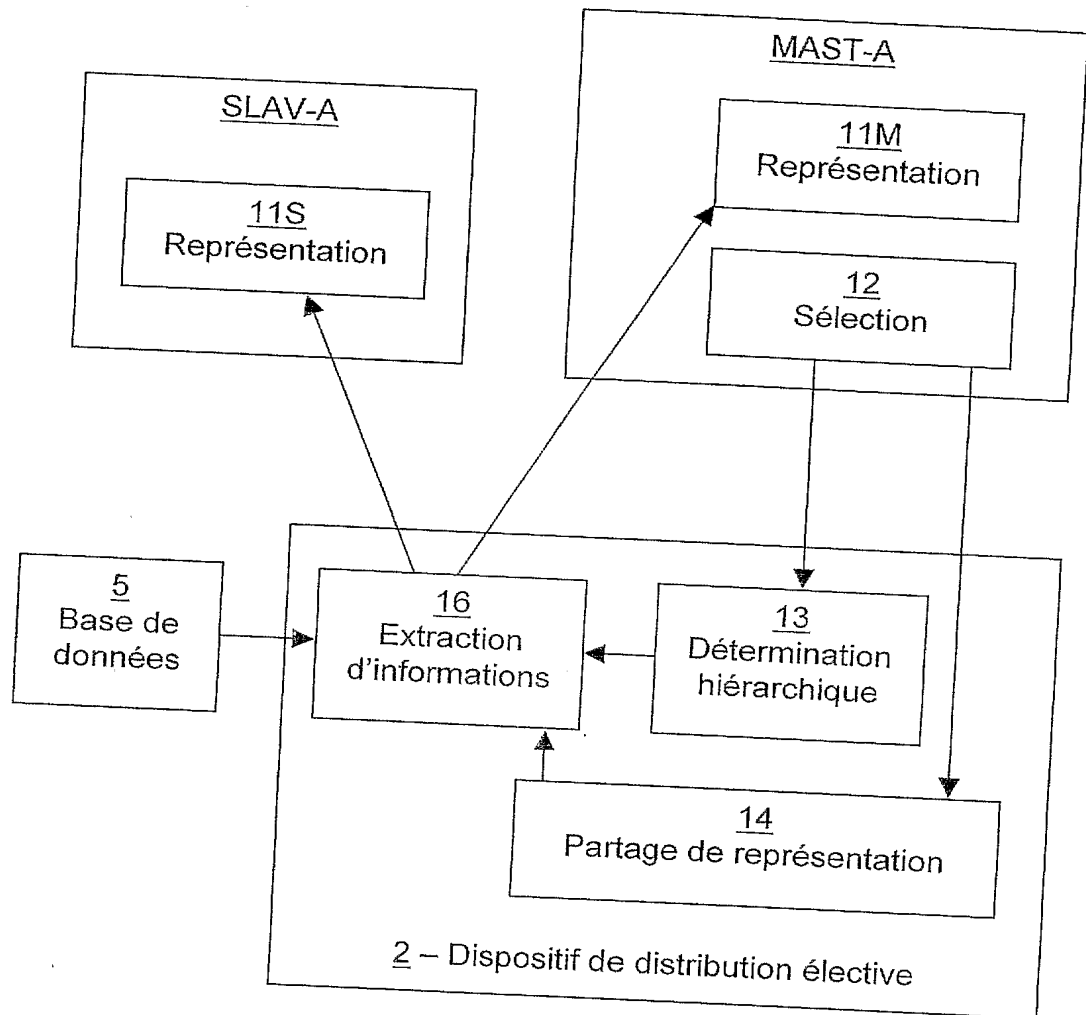 MAST-A
SLAV-A
11M
Représentation
11S
Représentation
12
Sélection
5
Base de
données
16
Extraction
d'informations
13
Détermination
hiérarchique
14
Partage de représentation
2 – Dispositif de distribution élective